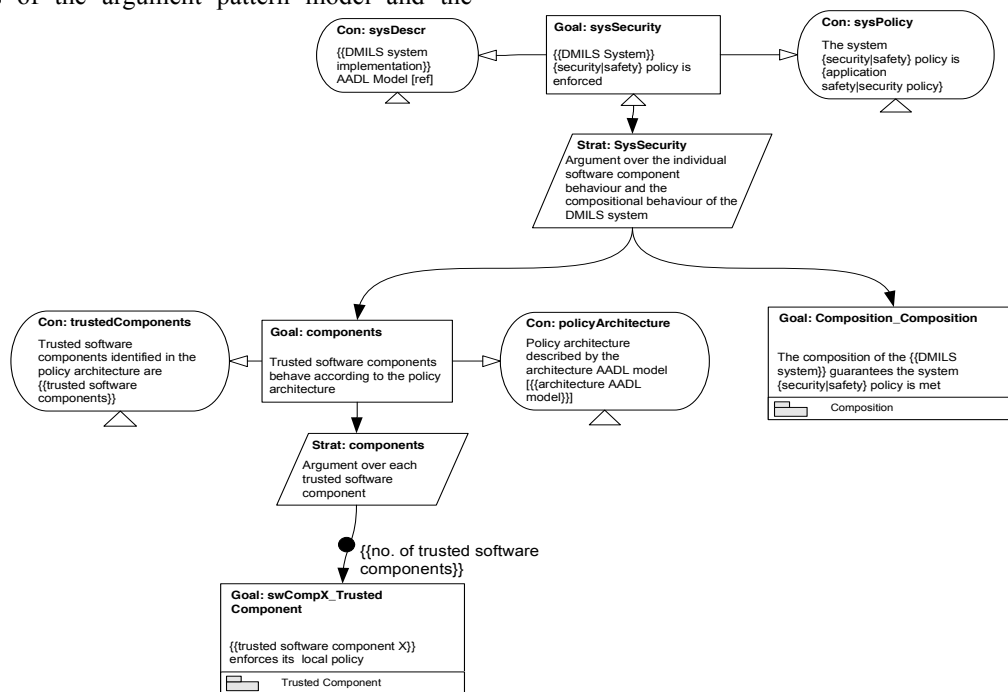 s of the argument pattern model and the
Con: sysDescr
{{DMILS system
implementation}}
AADL Model [ref]
Goal: sysSecurity
{{DMILS System}}
{security|safety} policy is
enforced
Con: sysPolicy
The system
{security|safety} policy is
{application
safety|security policy}
Strat: SysSecurity
Argument over the individual
software component
behaviour and the
compositional behaviour of the
DMILS system
Con: trustedComponents
Trusted software
components identified in the
policy architecture are
{{trusted software
components}}
Goal: components
Trusted software components
behave according to the policy
architecture
Con: policyArchitecture
Policy architecture
described by the
architecture AADL model
[{{architecture AADL
model}}]
Goal: Composition_Composition
The composition of the {{DMILS
system}} guarantees the system
{security|safety} policy is met
Composition
Strat: components
Argument over each
trusted software
component
{{no. of trusted software
components}}
Goal: swCompX_Trusted
Component
{{trusted software component X}}
enforces its local policy
Trusted Component